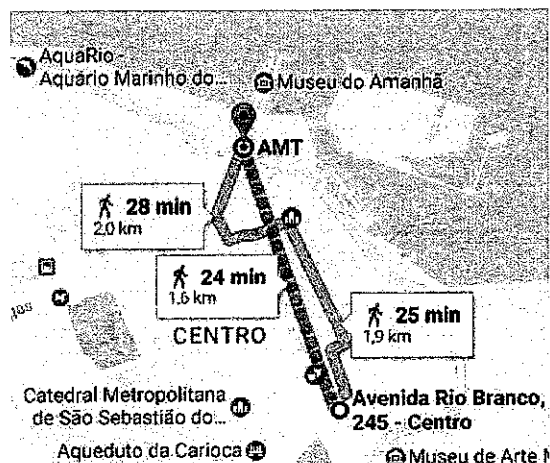 AquaRio -
Aquário Marinho do...
Museu do Amanhã
AMT
28 min
2,0 km
24 min
1,6 km
CENTRO
25 min
1,9 km
Catedral Metropolitana
de São Sebastião do...
Avenida Rio Branco,
245 - Centro
Aqueduto da Carioca
Museu de Arte